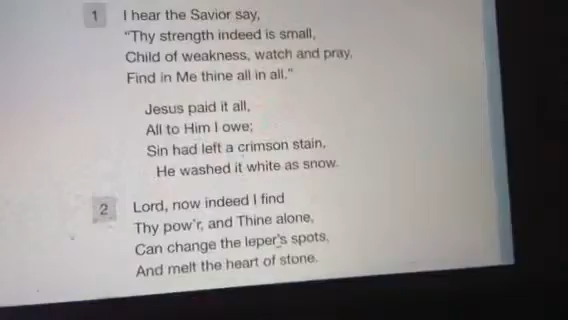 1 I hear the Savior say,
"Thy strength indeed is small,
Child of weakness, watch and pray,
Find in Me thine all in all."
Jesus paid it all,
All to Him I owe;
Sin had left a crimson stain,
He washed it white as snow.
2 Lord, now indeed I find
Thy pow'r, and Thine alone,
Can change the leper's spots,
And melt the heart of stone.